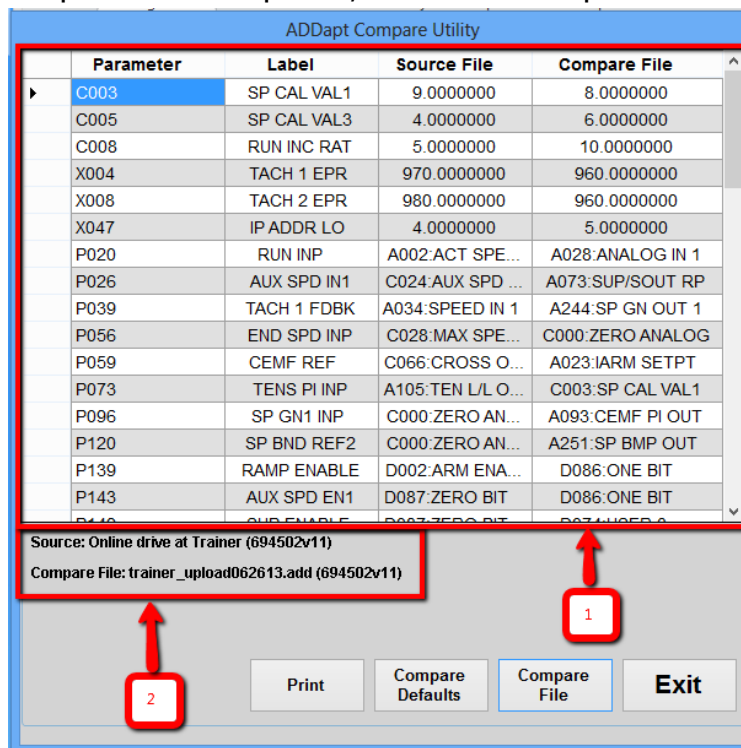 ADDapt Compare Utility
Parameter Label Source File Compare File
C003 SP CAL VAL1 9.0000000 8.0000000
C005 SP CAL VAL3 4.0000000 6.0000000
C008 RUN INC RAT 5.0000000 10.0000000
X004 TACH 1 EPR 970.0000000 960.0000000
X008 TACH 2 EPR 980.0000000 960.0000000
X047 IP ADDR LO 4.0000000 5.0000000
P020 RUN INP A002:ACT SPE... A028:ANALOG IN 1
P026 AUX SPD IN1 C024:AUX SPD ... A073:SUP/SOUT RP
P039 TACH 1 FDBK A034:SPEED IN 1 A244:SP GN OUT 1
P056 END SPD INP C028:MAX SPE... C000:ZERO ANALOG
P059 CEMF REF C066:CROSS O... A023:IARM SETPT
P073 TENS PI INP A105:TEN L/L O... C003:SP CAL VAL1
P096 SP GN1 INP C000:ZERO AN... A093:CEMF PI OUT
P120 SP BND REF2 C000:ZERO AN... A251:SP BMP OUT
P139 RAMP ENABLE D002:ARM ENA... D086:ONE BIT
P143 AUX SPD EN1 D087:ZERO BIT D086:ONE BIT
Source: Online drive at Trainer (694502v11)
Compare File: trainer_upload062613.add (694502v11)
1
2
Print
Compare Defaults
Compare File
Exit